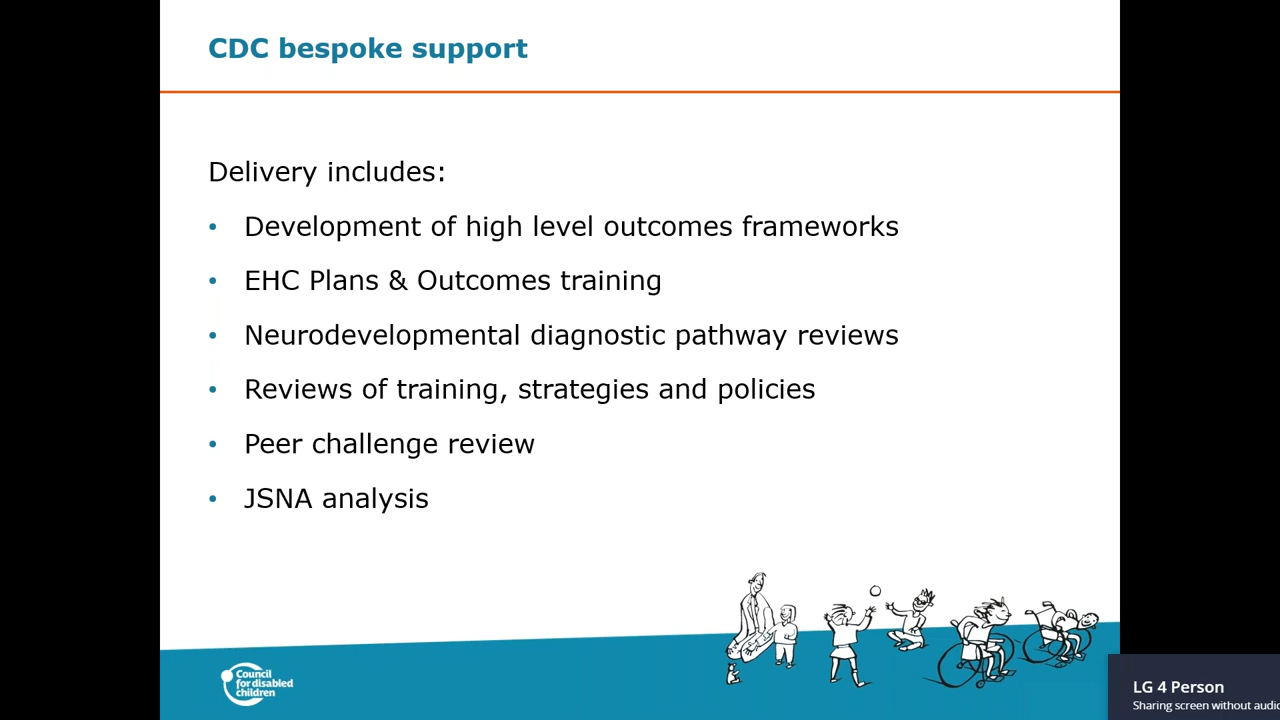 CDC bespoke support
Delivery includes:
• Development of high level outcomes frameworks
• EHC Plans & Outcomes training
• Neurodevelopmental diagnostic pathway reviews
• Reviews of training, strategies and policies
• Peer challenge review
• JSNA analysis
Council
for disabled
children
LG 4 Person
Sharing screen without audio